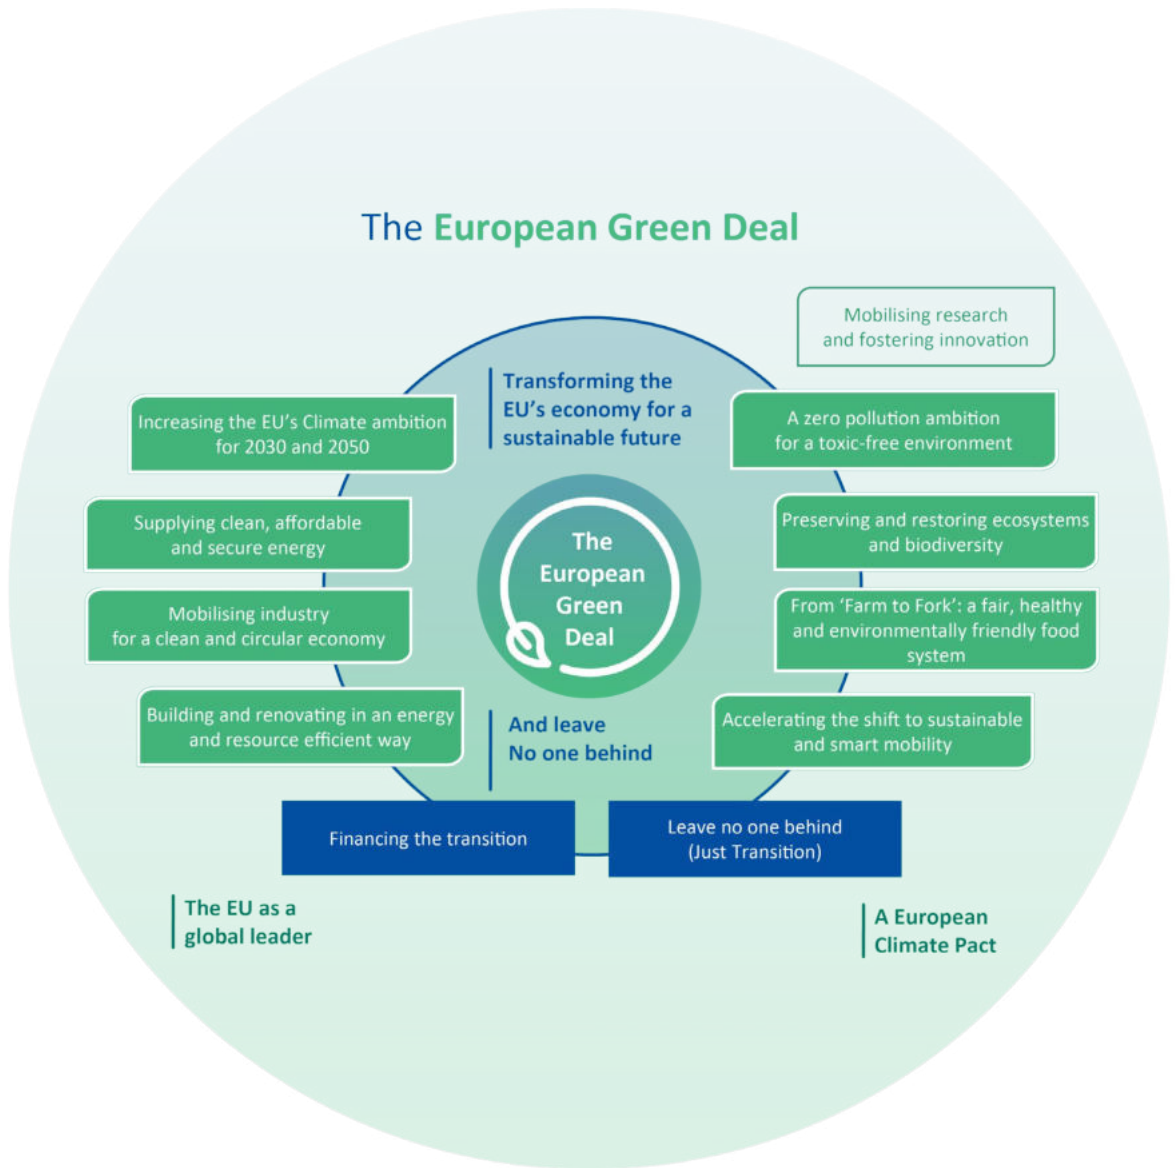 The European Green Deal
Mobilising research
and fostering innovation
Transforming the
EU’s economy for a
sustainable future
Increasing the EU’s Climate ambition
for 2030 and 2050
A zero pollution ambition
for a toxic-free environment
Supplying clean, affordable
and secure energy
Preserving and restoring ecosystems
and biodiversity
The
European
Green
Deal
Mobilising industry
for a clean and circular economy
From ‘Farm to Fork’: a fair, healthy
and environmentally friendly food
system
Building and renovating in an energy
and resource efficient way
And leave
No one behind
Accelerating the shift to sustainable
and smart mobility
Financing the transition
Leave no one behind
(Just Transition)
The EU as a
global leader
A European
Climate Pact